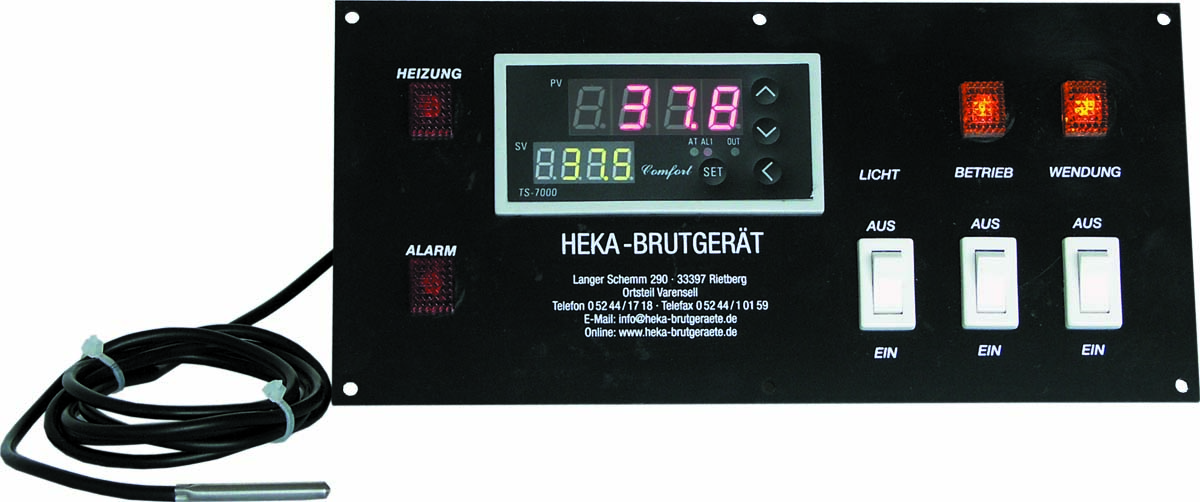 HEIZUNG
PV
37.8
AT AL1 OUT
SV
37.5
Comfort
SET
TS-7000
LICHT
BETRIEB
WENDUNG
AUS
AUS
AUS
ALARM
HEKA-BRUTGERÄT
Langer Schemm 290 · 33397 Rietberg
Ortsteil Varensell
Telefon 0 52 44 / 17 18 · Telefax 0 52 44 / 1 01 59
E-Mail: info@heka-brutgeraete.de
Online: www.heka-brutgeraete.de
EIN
EIN
EIN